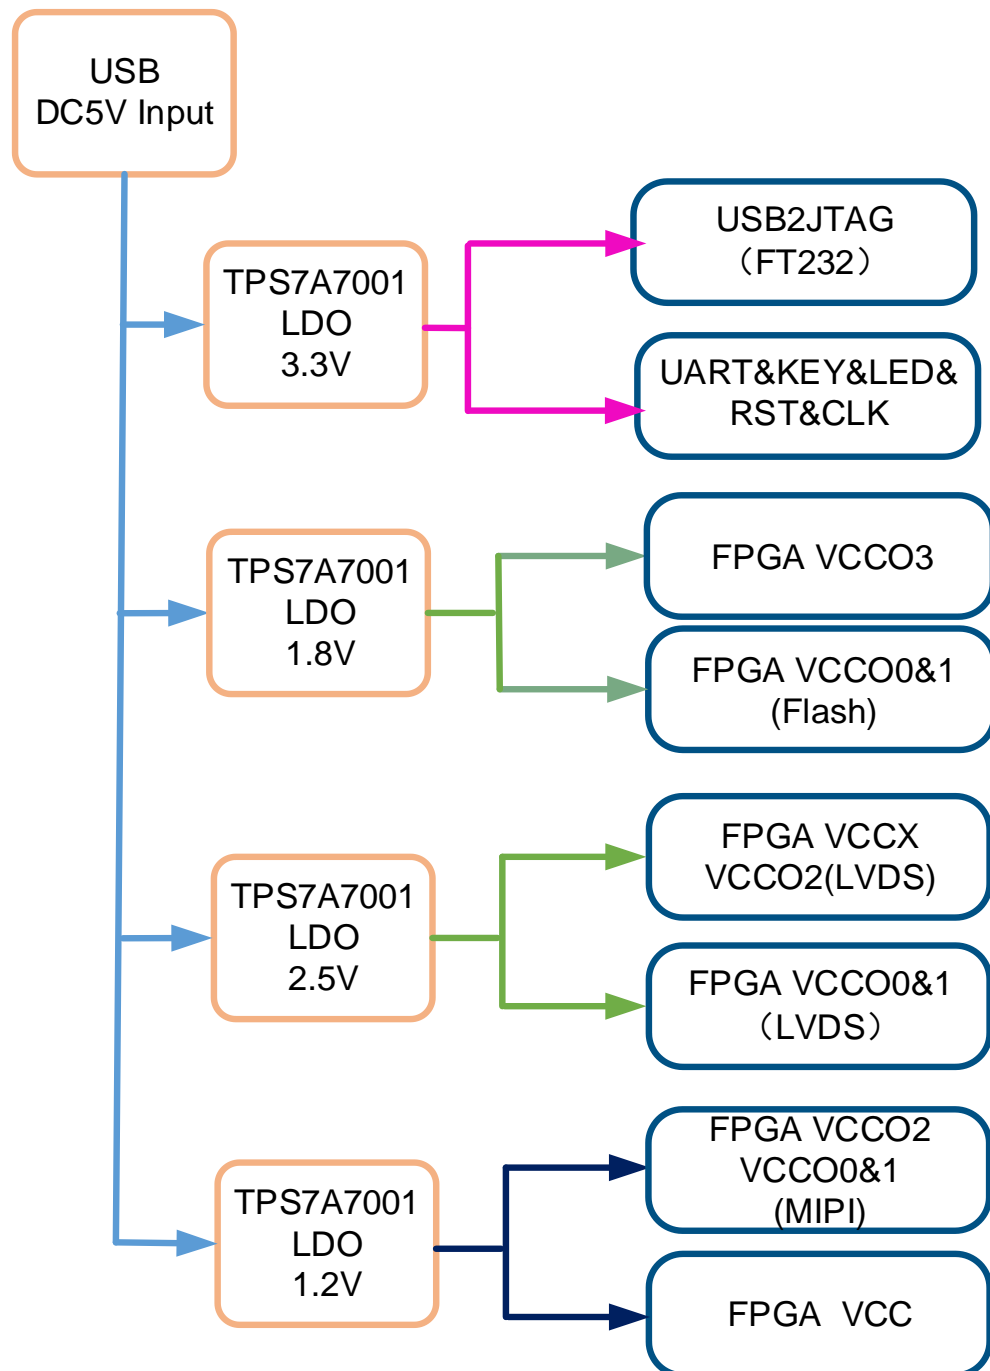 USB
DC5V Input
TPS7A7001
LDO
3.3V
USB2JTAG
（FT232）
UART&KEY&LED&
RST&CLK
TPS7A7001
LDO
1.8V
FPGA VCCO3
FPGA VCCO0&1
(Flash)
TPS7A7001
LDO
2.5V
FPGA VCCX
VCCO2(LVDS)
FPGA VCCO0&1
（LVDS）
TPS7A7001
LDO
1.2V
FPGA VCCO2
VCCO0&1
(MIPI)
FPGA VCC